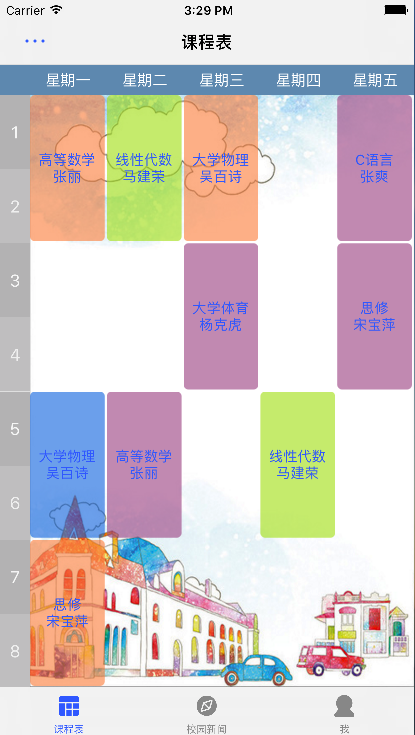 Carrier 3:29 PM
课程表
星期一 星期二 星期三 星期四 星期五
1
高等数学
张丽
线性代数
马建荣
大学物理
吴百诗
C语言
张爽
2
3
大学体育
杨克虎
思修
宋宝萍
4
5
大学物理
吴百诗
高等数学
张丽
线性代数
马建荣
6
7
思修
宋宝萍
8
课程表 校园新闻 我